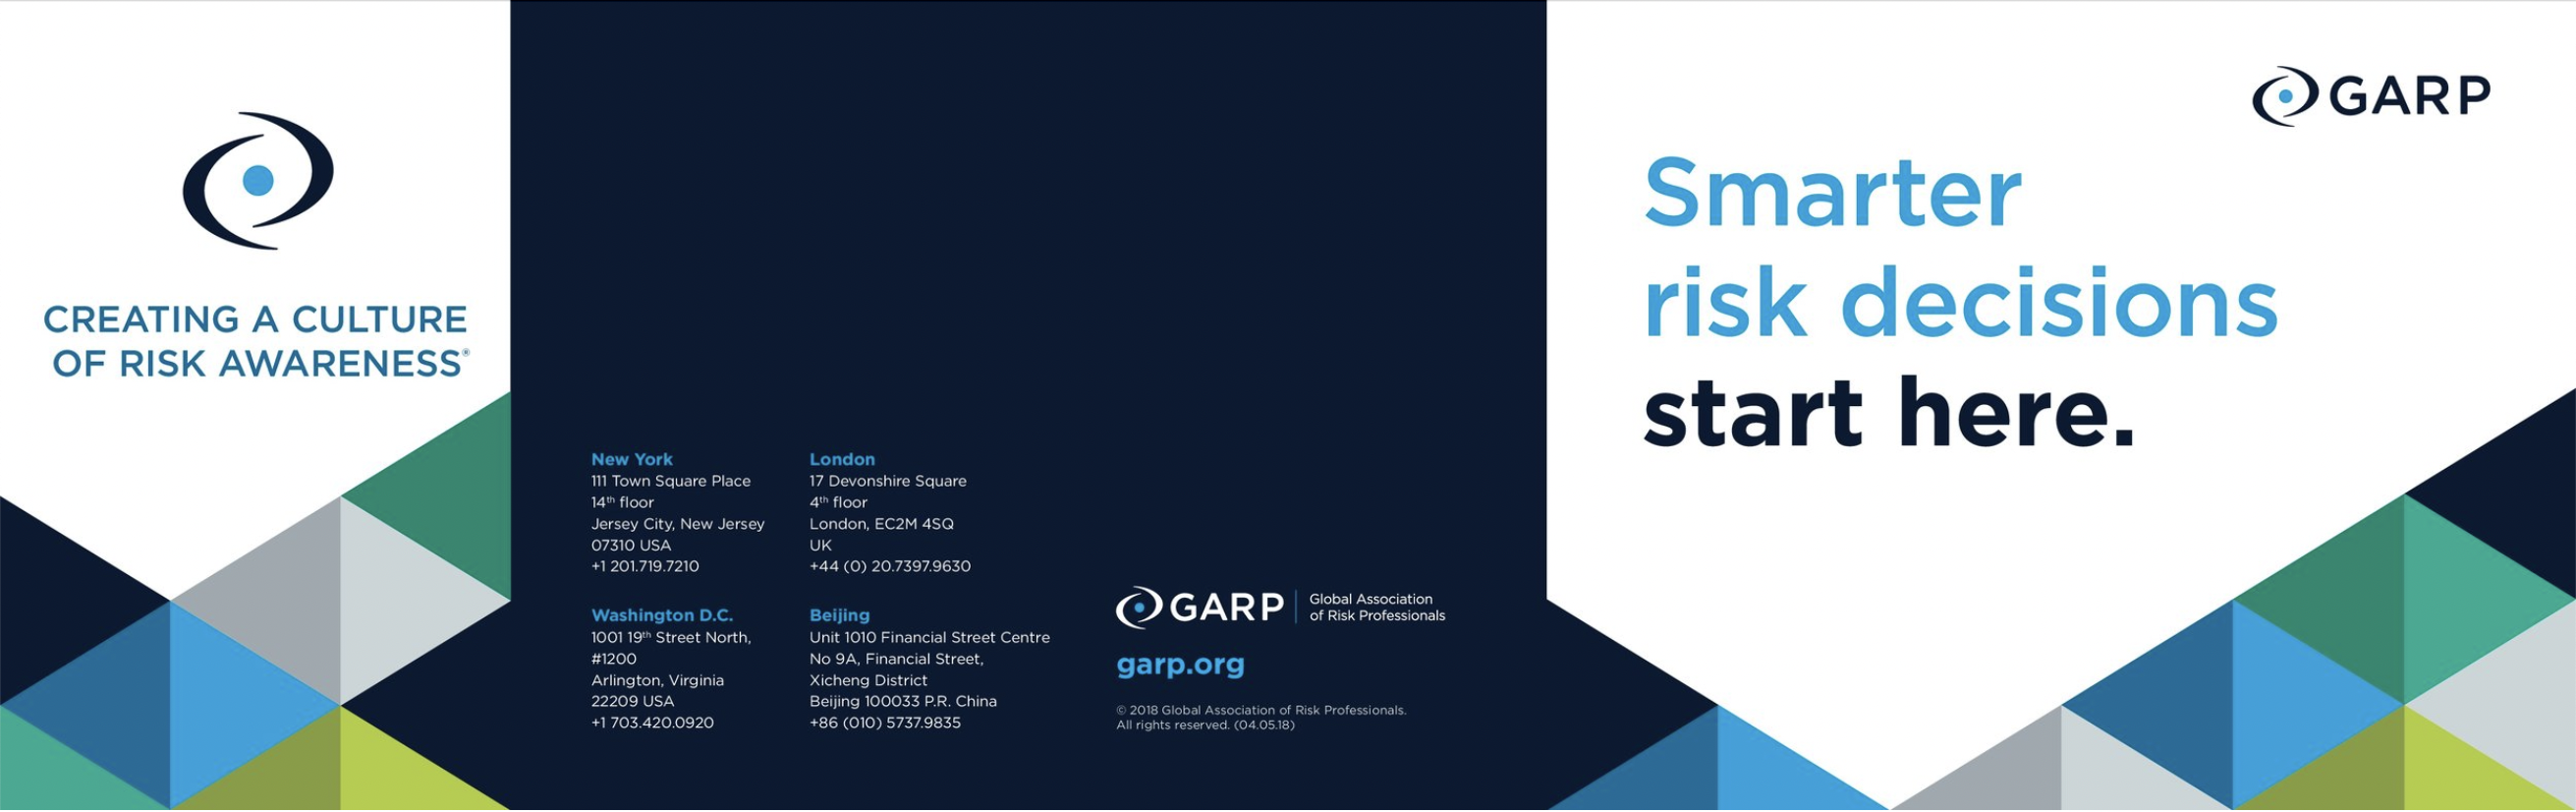 CREATING A CULTURE
OF RISK AWARENESS®
New York
111 Town Square Place
14th floor
Jersey City, New Jersey
07310 USA
+1 201.719.7210
London
17 Devonshire Square
4th floor
London, EC2M 4SQ
UK
+44 (0) 20.7397.9630
Washington D.C.
1001 19th Street North,
#1200
Arlington, Virginia
22209 USA
+1 703.420.0920
Beijing
Unit 1010 Financial Street Centre
No 9A, Financial Street,
Xicheng District
Beijing 100033 P.R. China
+86 (010) 5737.9835
GARP
Global Association
of Risk Professionals
garp.org
© 2018 Global Association of Risk Professionals.
All rights reserved. (04.05.18)
GARP
Smarter
risk decisions
start here.